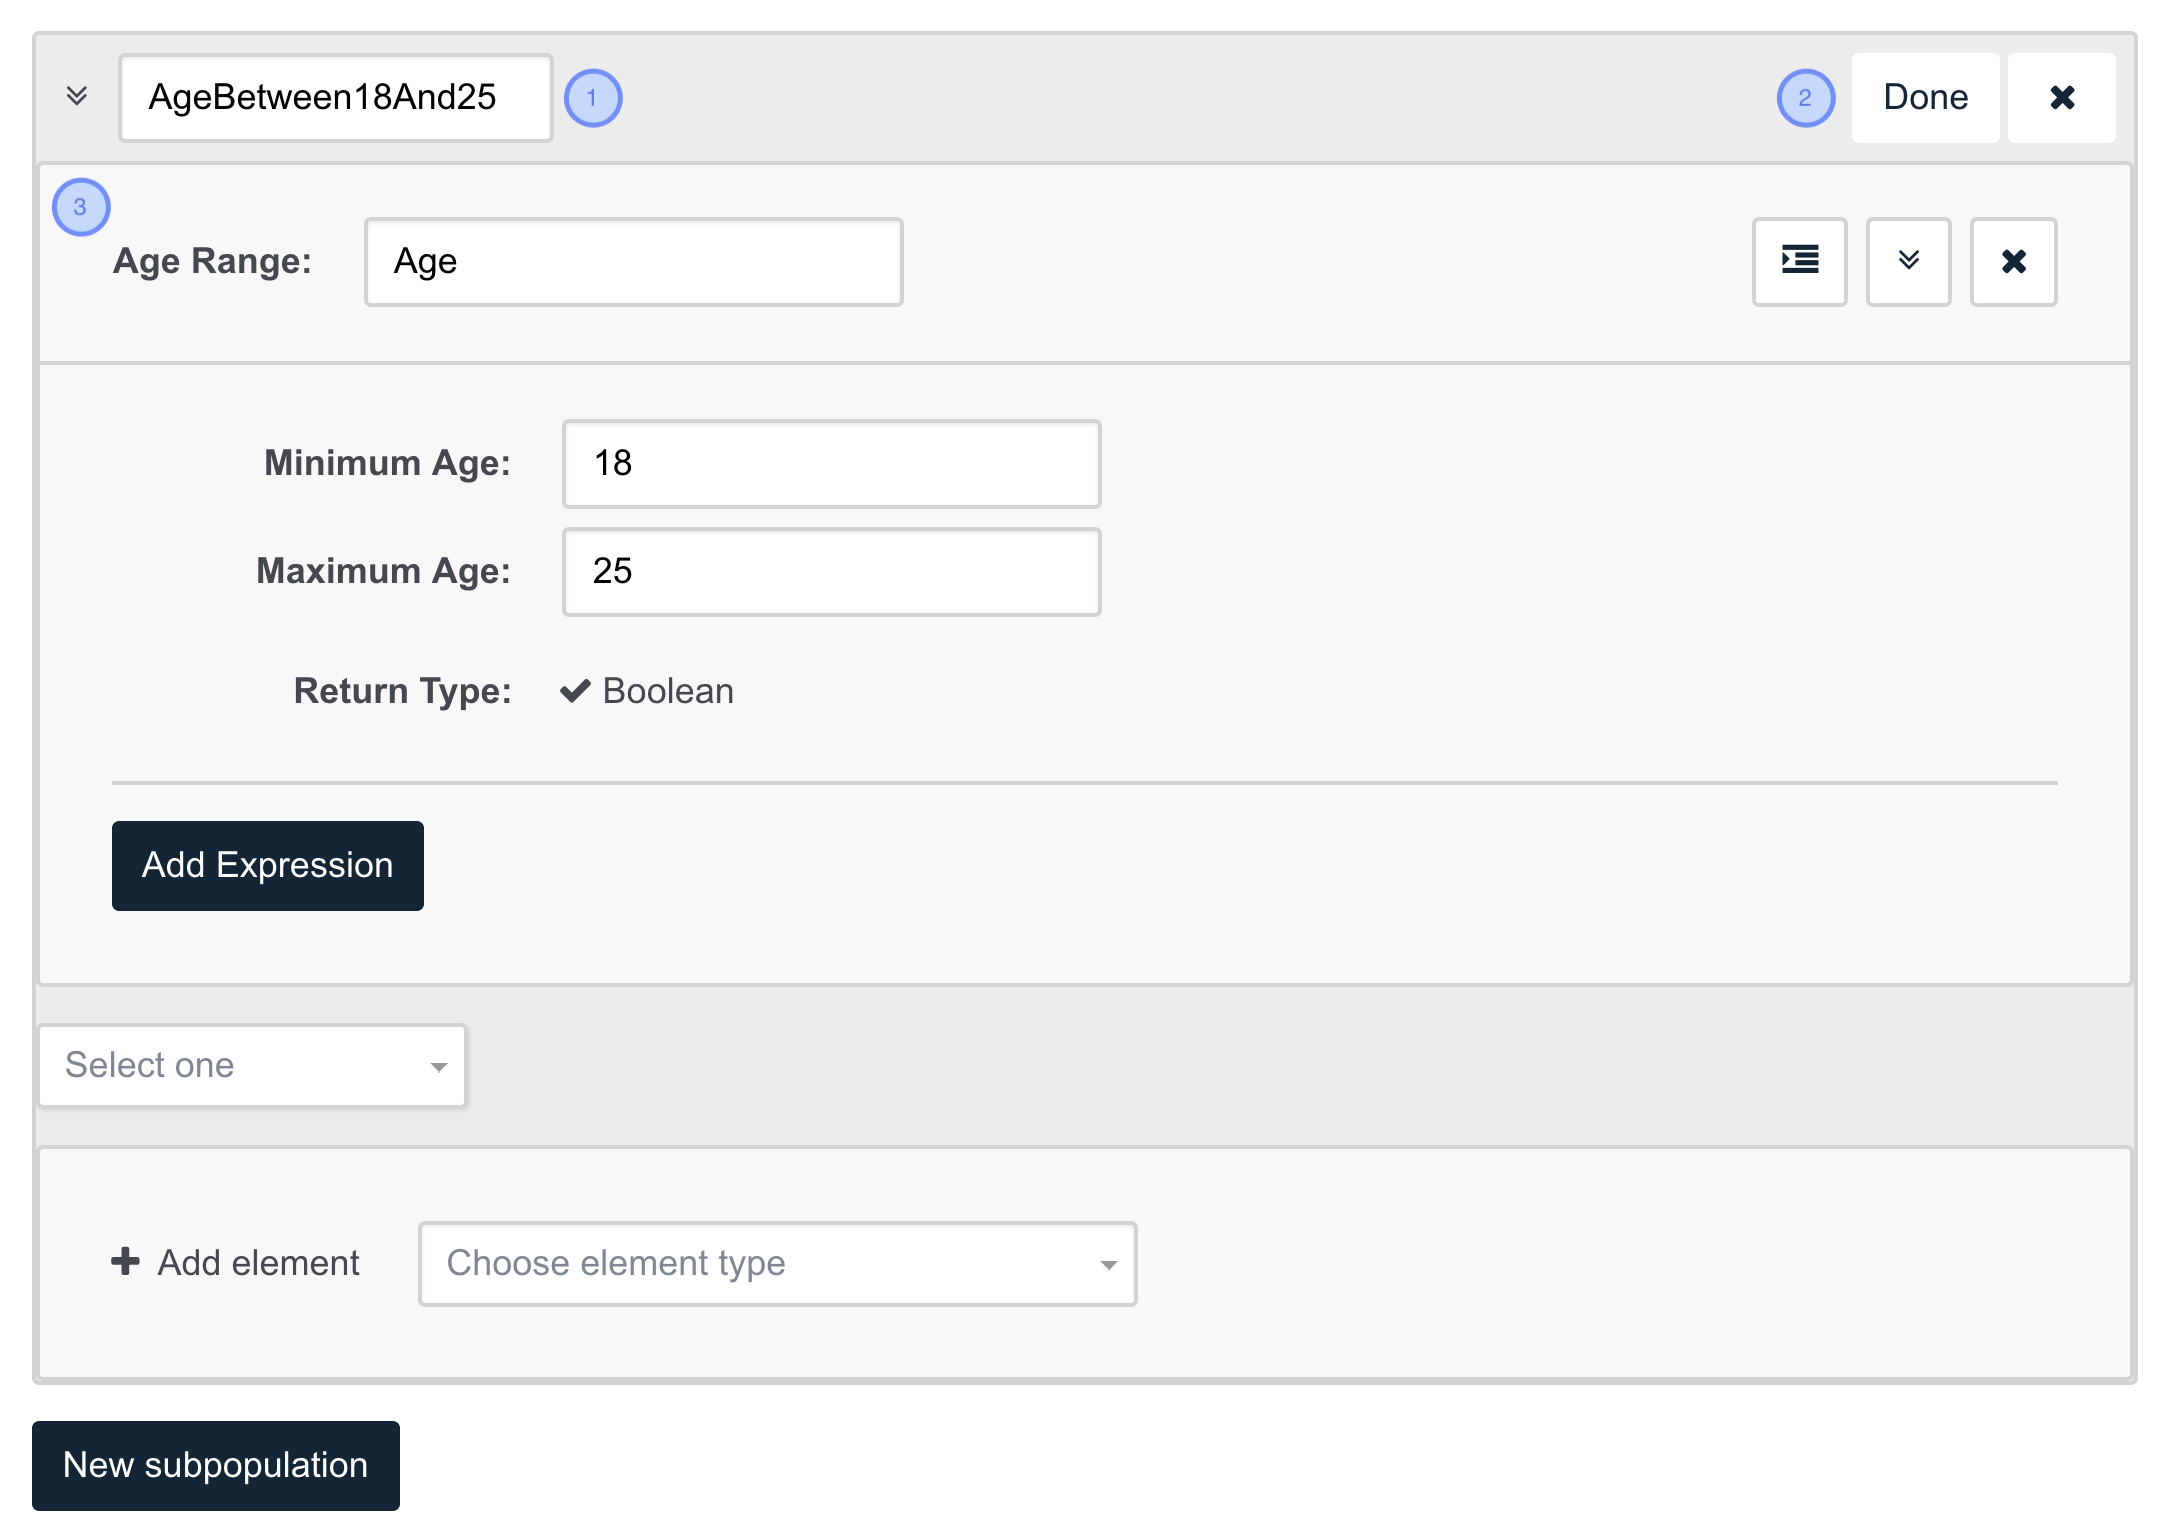 AgeBetween18And25 1 2 Done
3
Age Range: Age
Minimum Age: 18
Maximum Age: 25
Return Type: Boolean
Add Expression
Select one
Add element Choose element type
New subpopulation